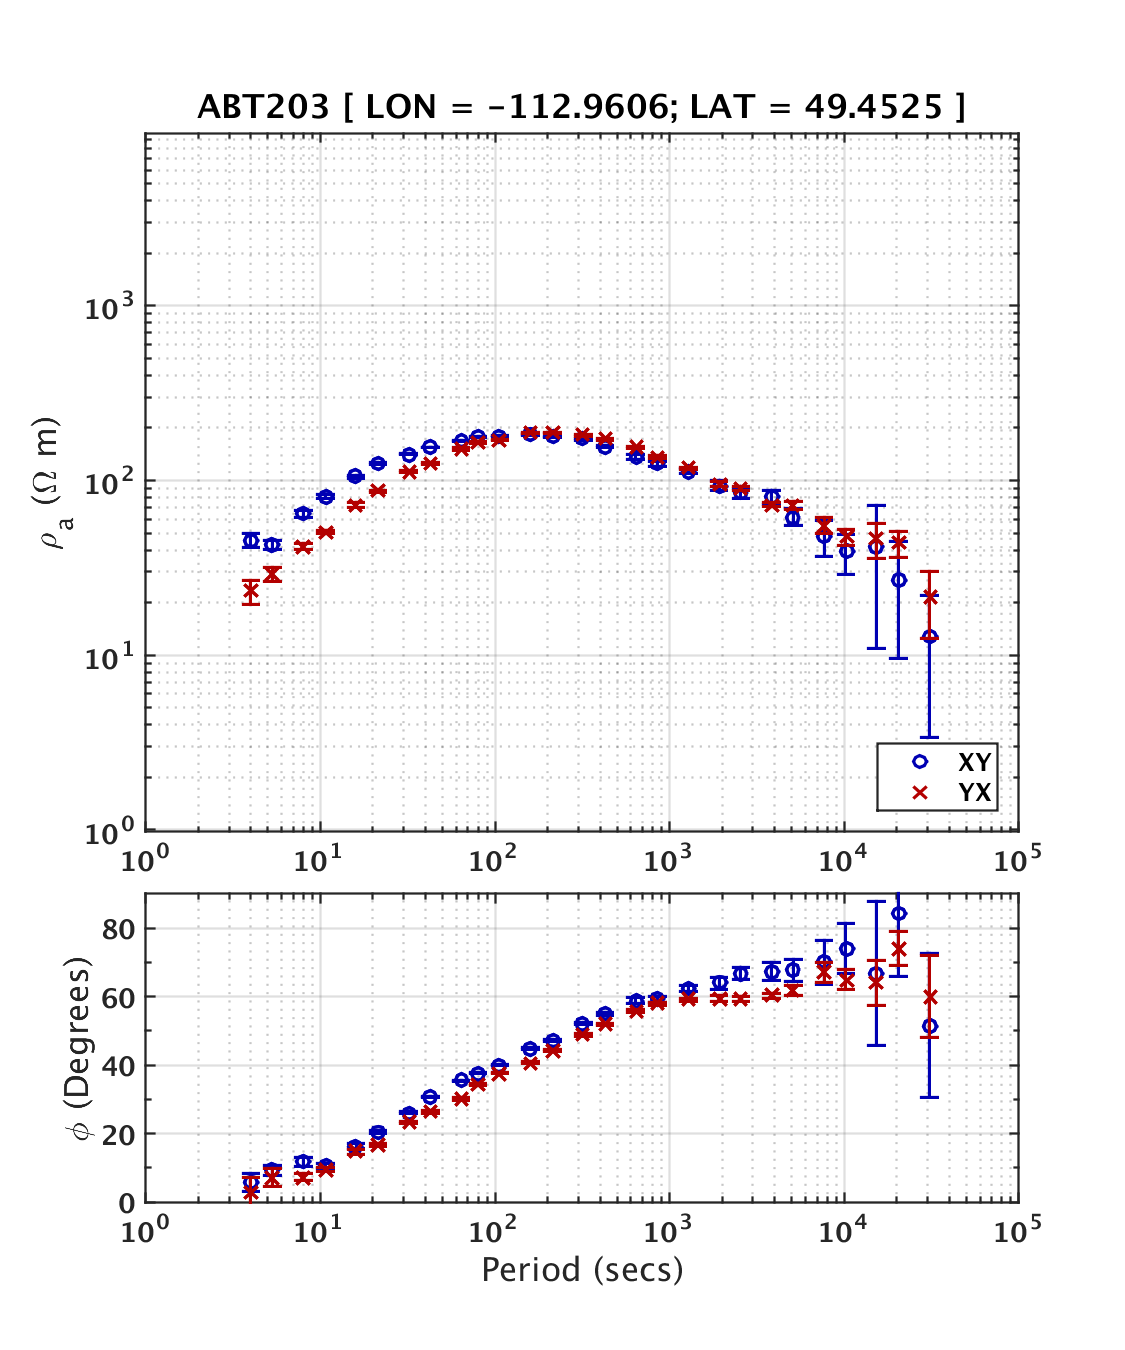 ABT203 [ LON = -112.9606; LAT = 49.4525 ]
ρa (Ω m)
10^3
10^2
10^1
10^0
10^0 10^1 10^2 10^3 10^4 10^5
XY
YX
φ (Degrees)
80
60
40
20
0
10^0 10^1 10^2 10^3 10^4 10^5
Period (secs)